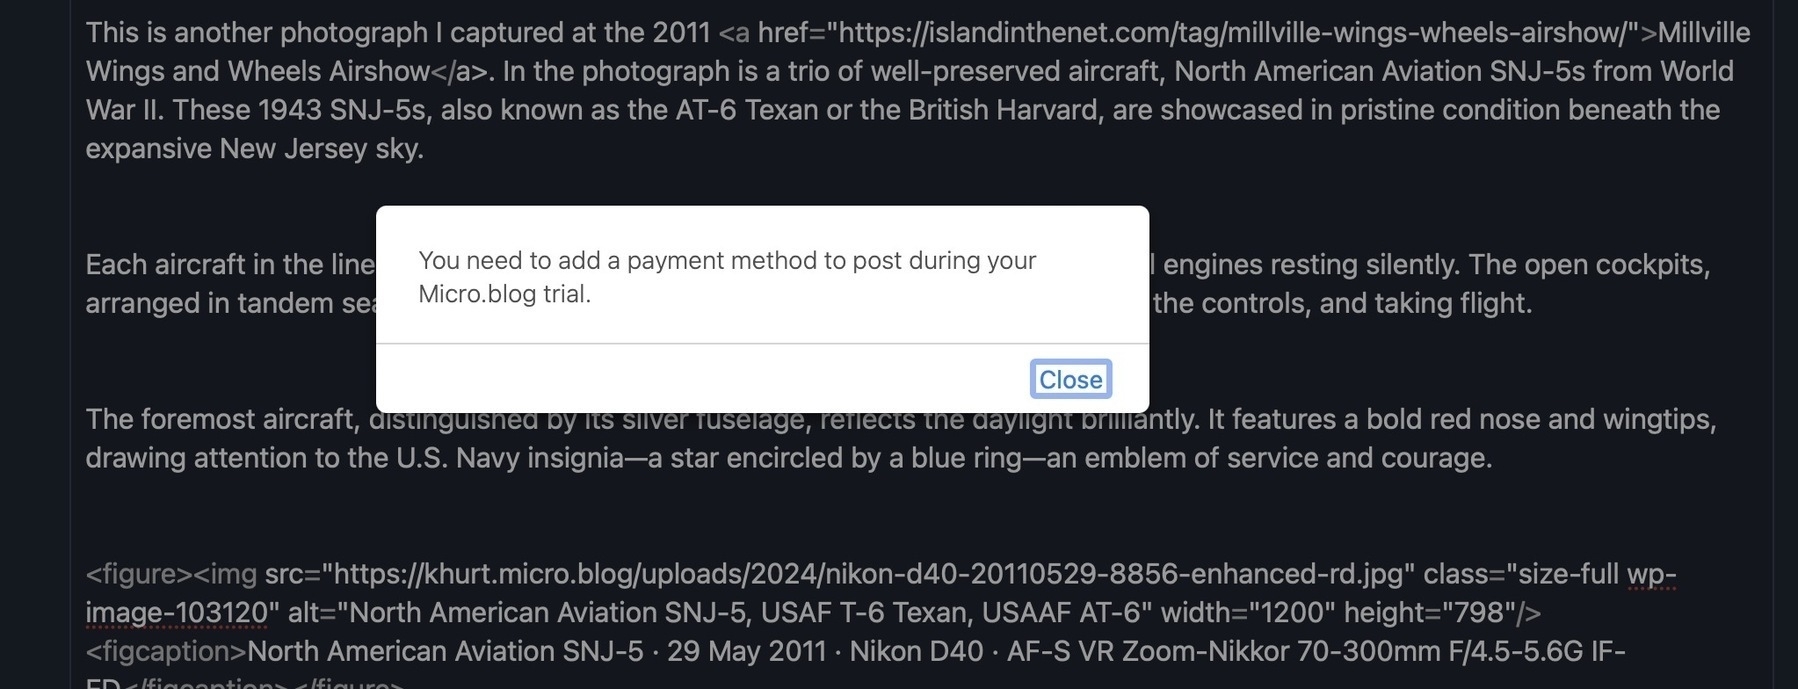 This is another photograph I captured at the 2011 <a href="https://islandinthenet.com/tag/millville-wings-wheels-airshow/">Millville
Wings and Wheels Airshow</a>. In the photograph is a trio of well-preserved aircraft, North American Aviation SNJ-5s from World
War II. These 1943 SNJ-5s, also known as the AT-6 Texan or the British Harvard, are showcased in pristine condition beneath the
expansive New Jersey sky.
Each aircraft in the line
engines resting silently. The open cockpits,
arranged in tandem
the controls, and taking flight.
You need to add a payment method to post during your
Micro.blog trial.
Close
The foremost aircraft, distinguished by its silver fuselage, reflects the daylight brilliantly. It features a bold red nose and wingtips,
drawing attention to the U.S. Navy insignia—a star encircled by a blue ring—an emblem of service and courage.
<figure><img src="https://khurt.micro.blog/uploads/2024/nikon-d40-20110529-8856-enhanced-rd.jpg" class="size-full wp-
image-103120" alt="North American Aviation SNJ-5, USAF T-6 Texan, USAAF AT-6" width="1200" height="798"/>
<figcaption>North American Aviation SNJ-5 · 29 May 2011 · Nikon D40 · AF-S VR Zoom-Nikkor 70-300mm F/4.5-5.6G IF-
ED</figcaption></figure>